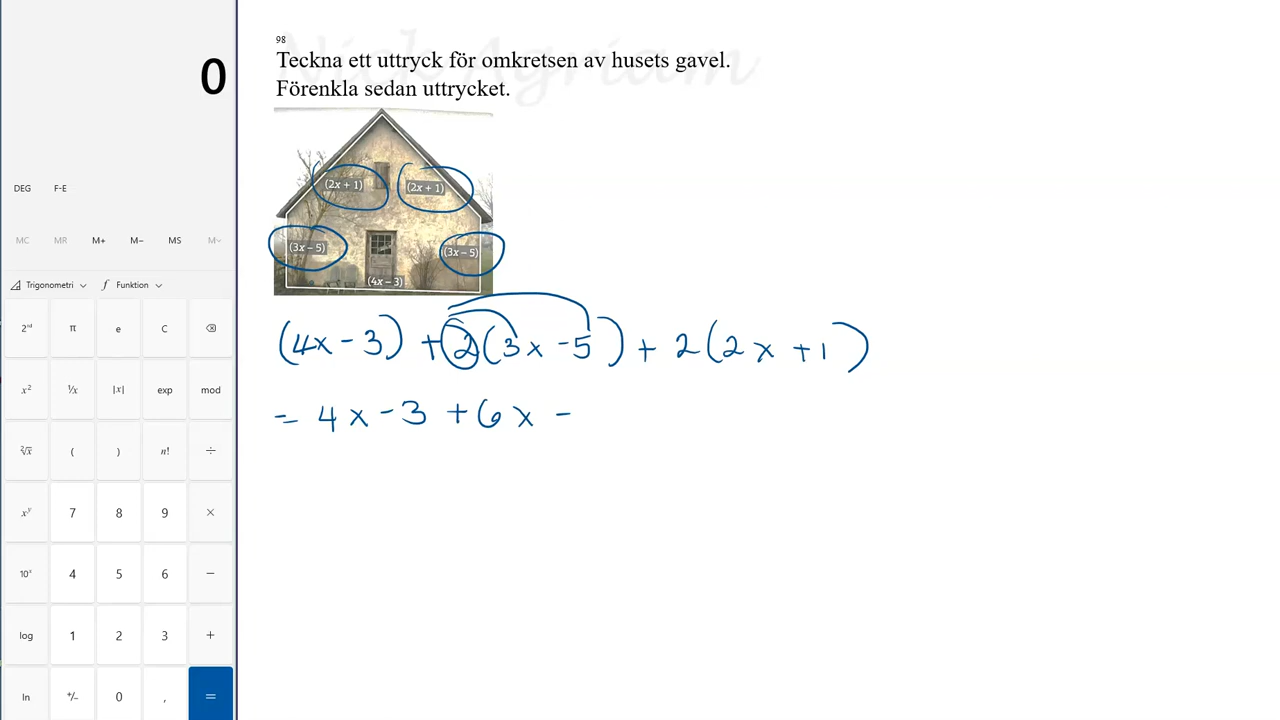 0
DEG F-E
MC MR M+ M− MS M˅
Trigonometri f Funktion
2ⁿᵈ π e C
x² ¹/x |x| exp mod
²√x ( ) n! ÷
xʸ 7 8 9 ×
10ˣ 4 5 6 −
log 1 2 3 +
ln +/− 0 , =
98
Teckna ett uttryck för omkretsen av husets gavel.
Förenkla sedan uttrycket.
(2x + 1) (2x + 1)
(3x − 5) (3x − 5)
(4x − 3)
(4x − 3) + 2(3x − 5) + 2(2x + 1)
= 4x − 3 + 6x −